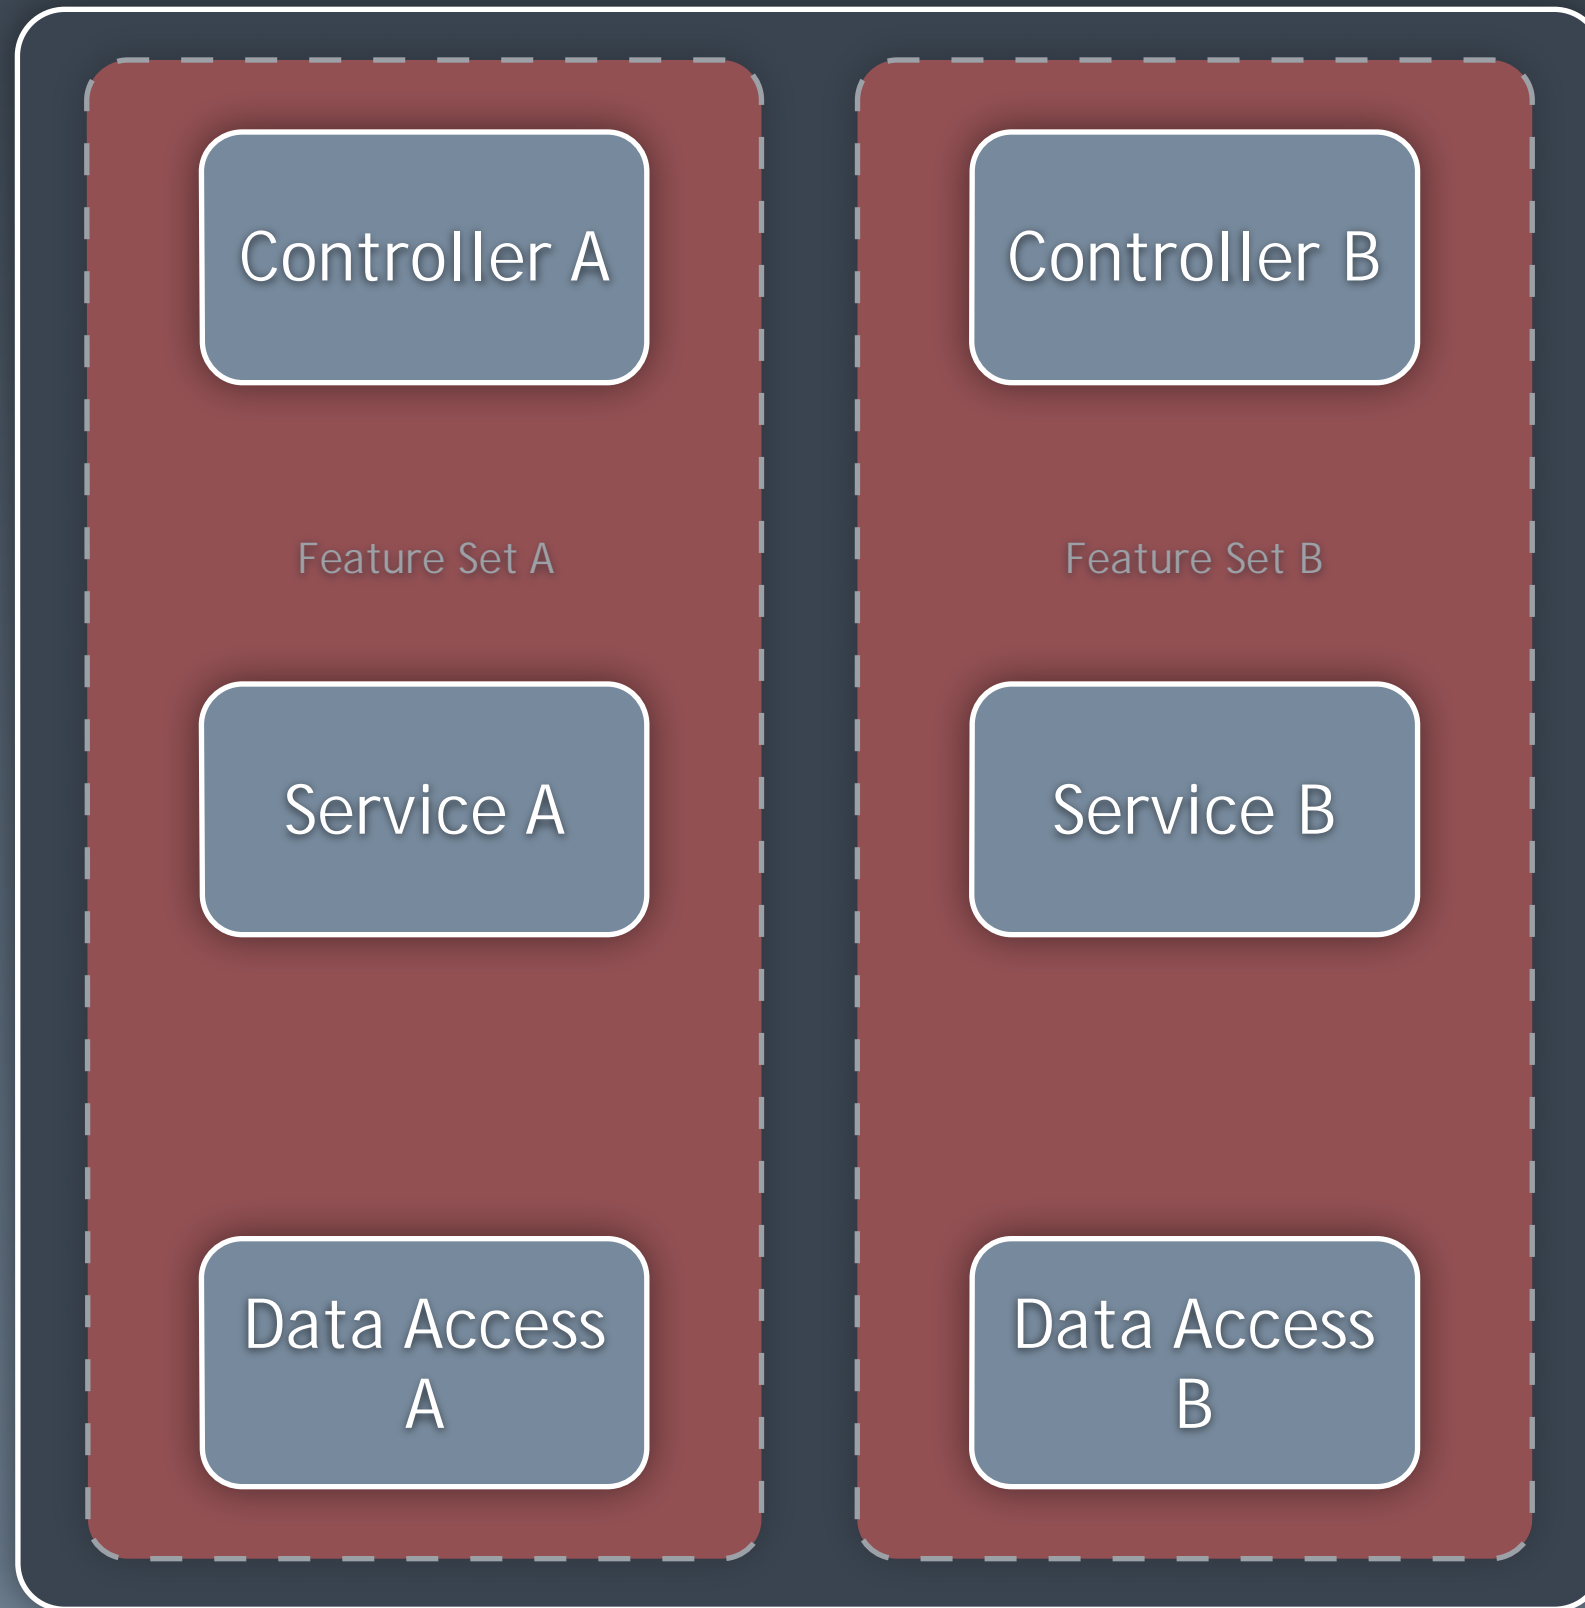 Controller A
Feature Set A
Service A
Data Access
A
Controller B
Feature Set B
Service B
Data Access
B